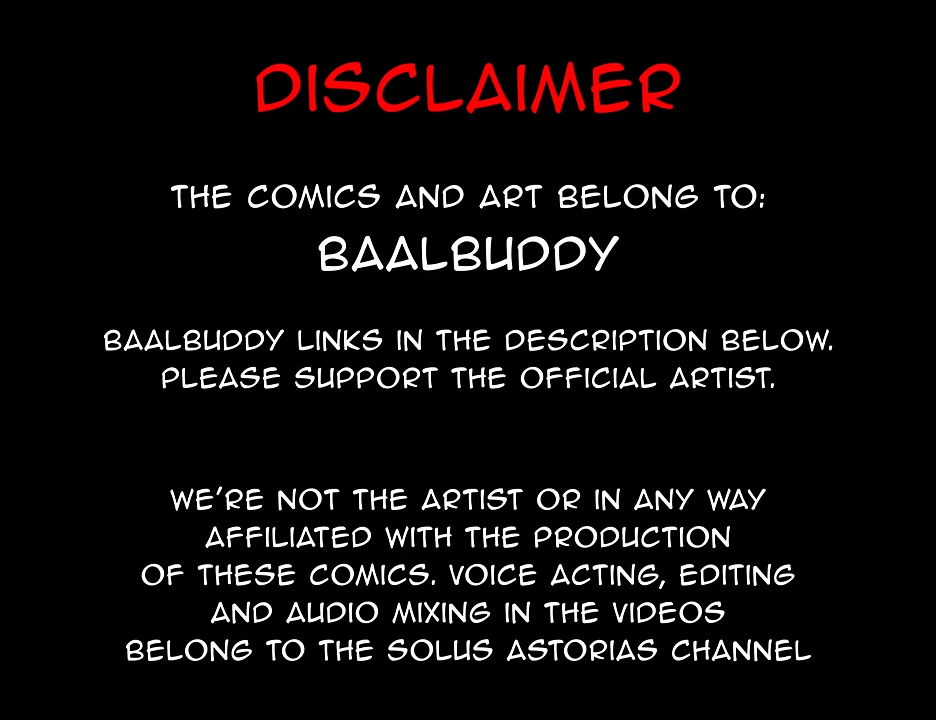 DISCLAIMER
THE COMICS AND ART BELONG TO:
BAALBUDDY
BAALBUDDY LINKS IN THE DESCRIPTION BELOW.
PLEASE SUPPORT THE OFFICIAL ARTIST.
WE'RE NOT THE ARTIST OR IN ANY WAY
AFFILIATED WITH THE PRODUCTION
OF THESE COMICS. VOICE ACTING, EDITING
AND AUDIO MIXING IN THE VIDEOS
BELONG TO THE SOLUS ASTORIAS CHANNEL